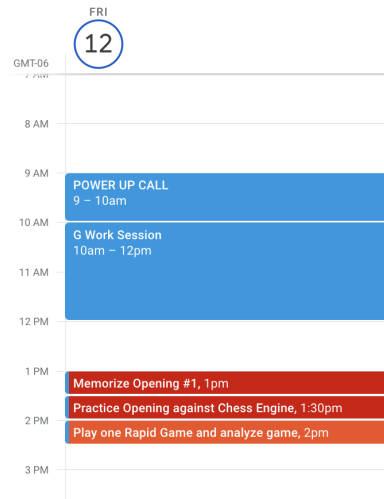 FRI
12
GMT-06
7 AM
8 AM
9 AM
POWER UP CALL
9 – 10am
10 AM
G Work Session
10am – 12pm
11 AM
12 PM
1 PM
Memorize Opening #1, 1pm
Practice Opening against Chess Engine, 1:30pm
2 PM
Play one Rapid Game and analyze game, 2pm
3 PM